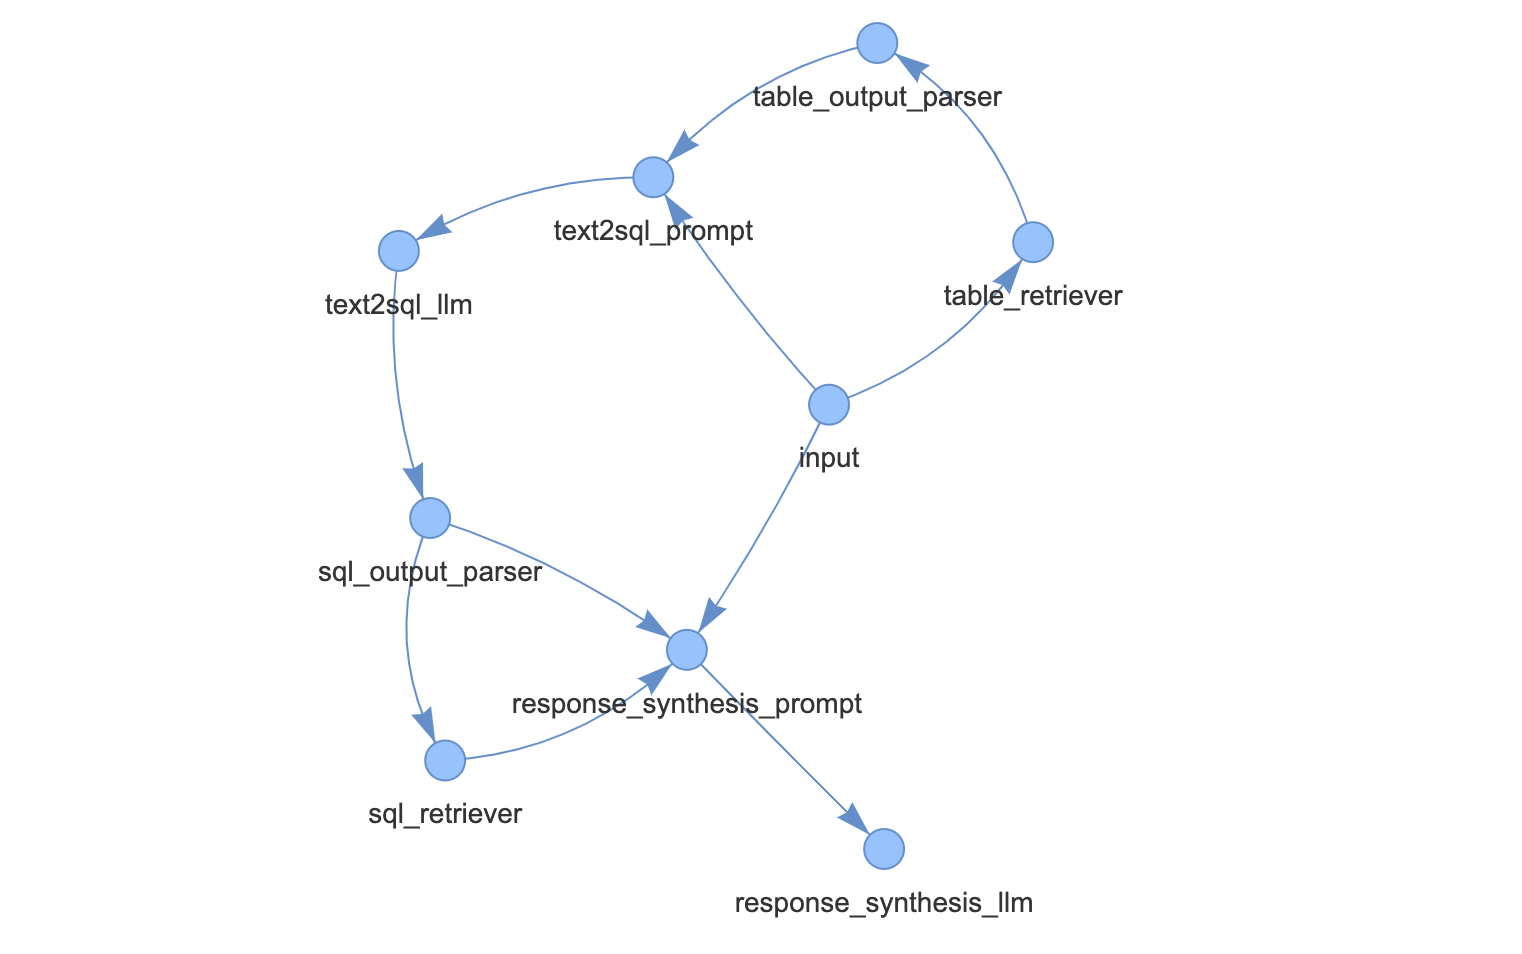 table_output_parser
text2sql_prompt
table_retriever
text2sql_llm
input
sql_output_parser
response_synthesis_prompt
sql_retriever
response_synthesis_llm